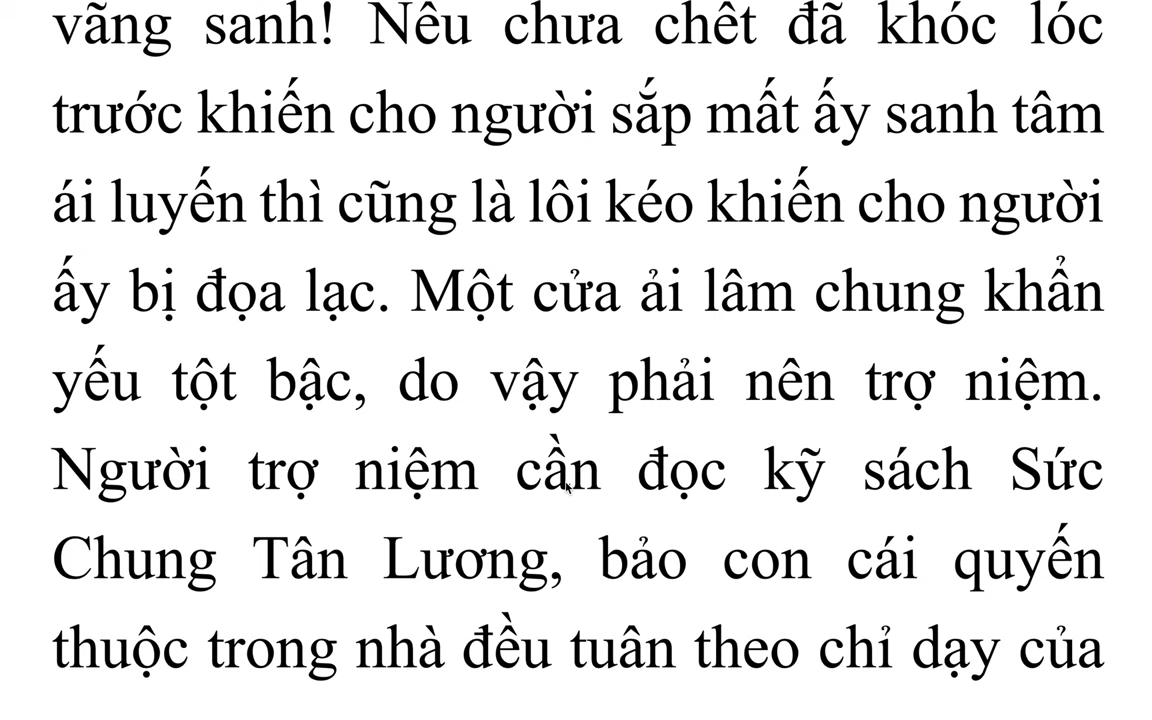 vãng sanh! Nếu chưa chết đã khóc lóc
trước khiến cho người sắp mất ấy sanh tâm
ái luyến thì cũng là lôi kéo khiến cho người
ấy bị đọa lạc. Một cửa ải lâm chung khẩn
yếu tột bậc, do vậy phải nên trợ niệm.
Người trợ niệm cần đọc kỹ sách Sức
Chung Tân Lương, bảo con cái quyến
thuộc trong nhà đều tuân theo chỉ dạy của